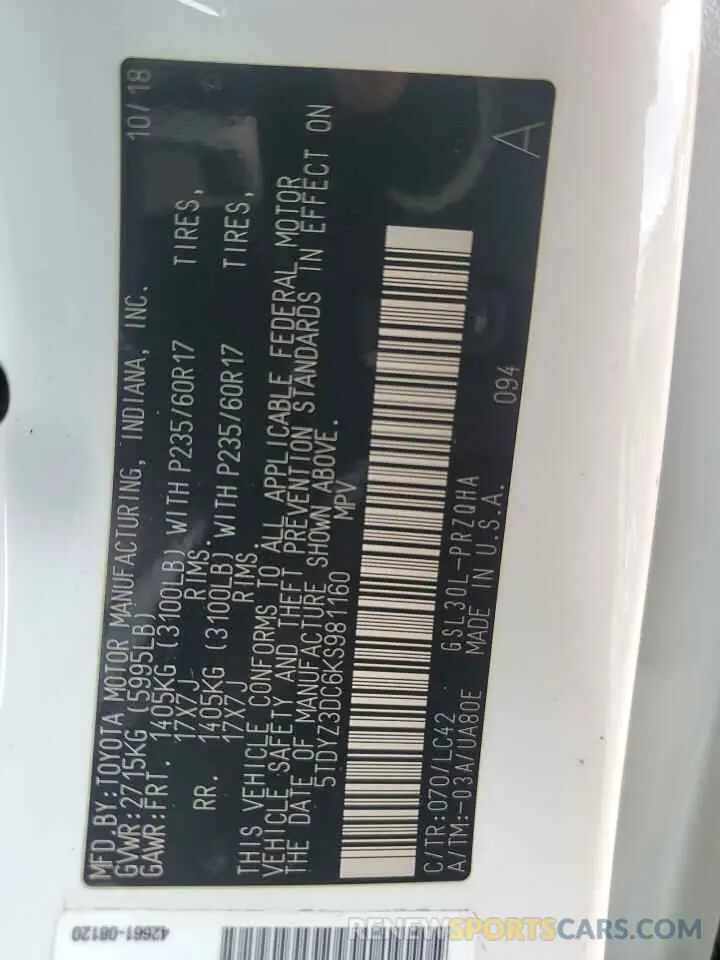 MFD.BY:TOYOTA MOTOR MANUFACTURING, INDIANA, INC. 10/18
GVWR:2715KG (5995LB)
GAWR:FRT. 1405KG (3100LB) WITH P235/60R17 TIRES,
17X7J RIMS.
RR. 1405KG (3100LB) WITH P235/60R17 TIRES,
17X7J RIMS.
THIS VEHICLE CONFORMS TO ALL APPLICABLE FEDERAL MOTOR
VEHICLE SAFETY AND THEFT PREVENTION STANDARDS IN EFFECT ON
THE DATE OF MANUFACTURE SHOWN ABOVE.
5TDYZ3DC6KS981160 MPV
C/TR:070/LC42 GSL30L-PRZQHA 094 A
A/TM:-03A/UA80E MADE IN U.S.A.
42661-08120
RENEWSPORTSCARS.COM